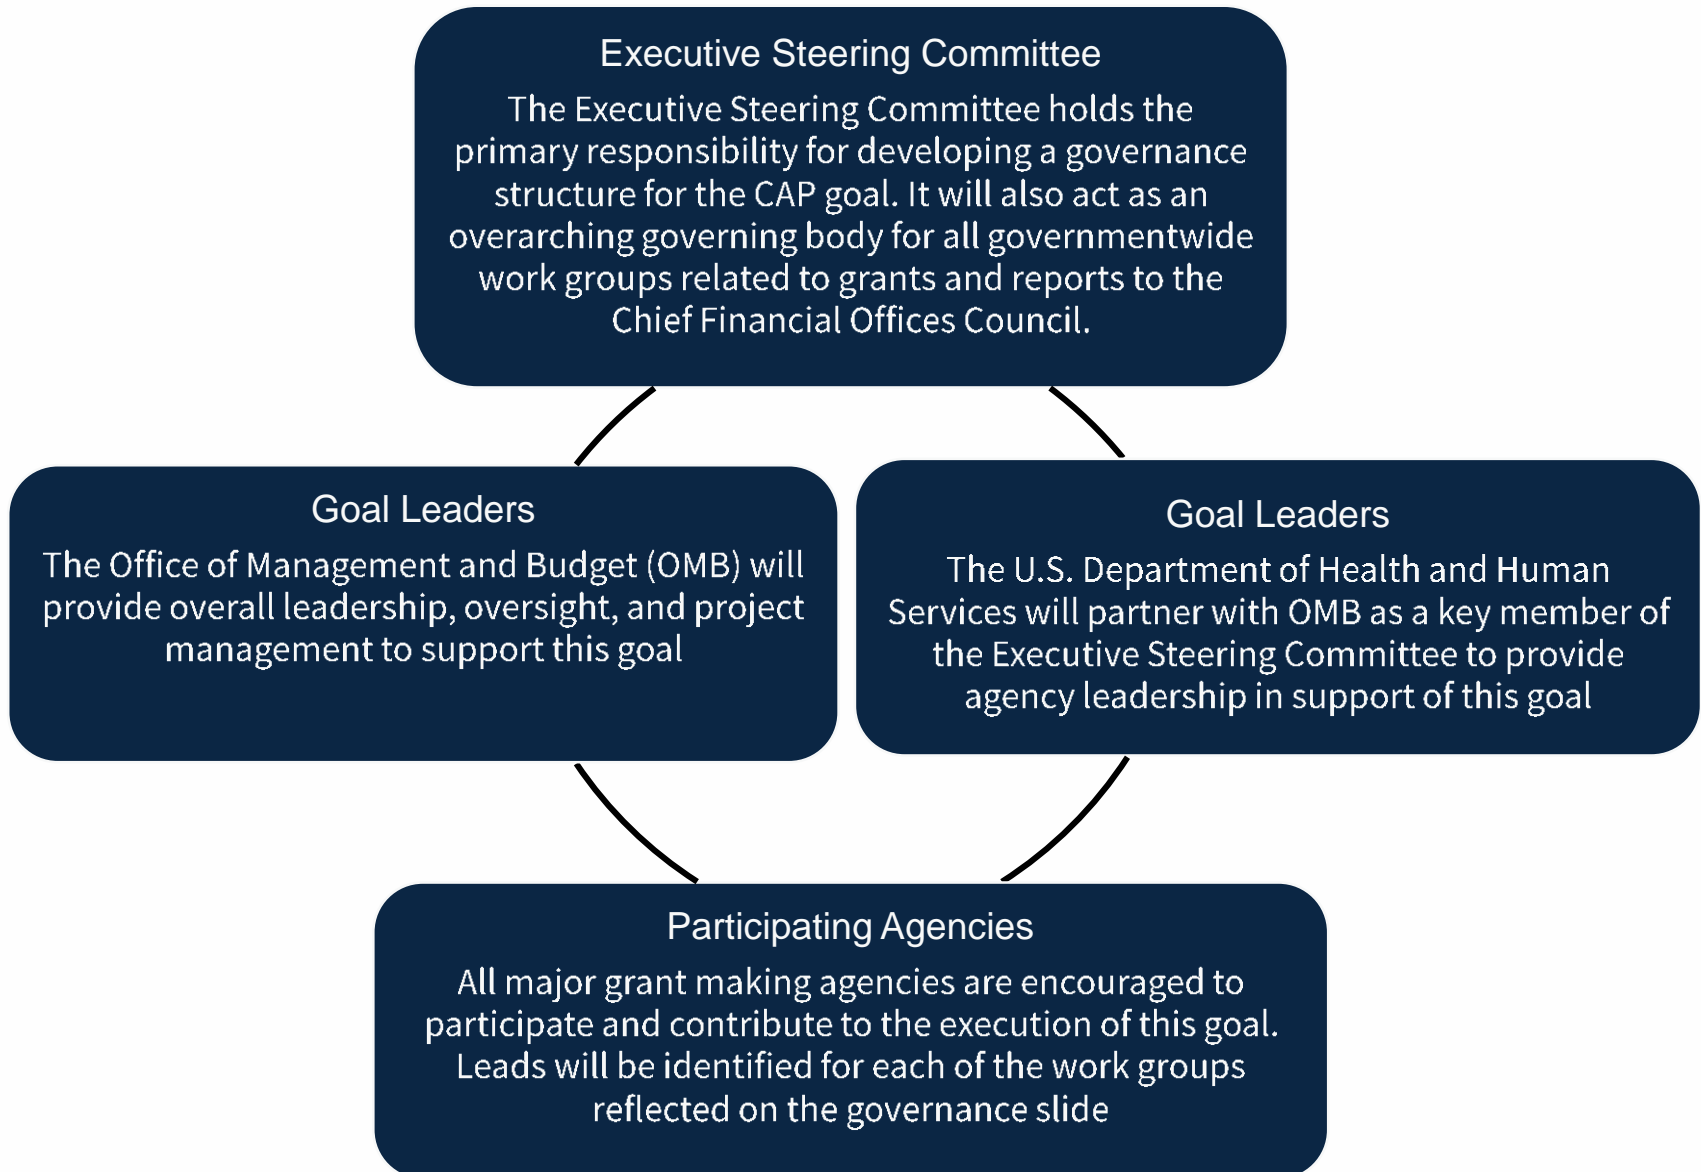 Executive Steering Committee
The Executive Steering Committee holds the
primary responsibility for developing a governance
structure for the CAP goal. It will also act as an
overarching governing body for all governmentwide
work groups related to grants and reports to the
Chief Financial Offices Council.
Goal Leaders
The Office of Management and Budget (OMB) will
provide overall leadership, oversight, and project
management to support this goal
Goal Leaders
The U.S. Department of Health and Human
Services will partner with OMB as a key member of
the Executive Steering Committee to provide
agency leadership in support of this goal
Participating Agencies
All major grant making agencies are encouraged to
participate and contribute to the execution of this goal.
Leads will be identified for each of the work groups
reflected on the governance slide